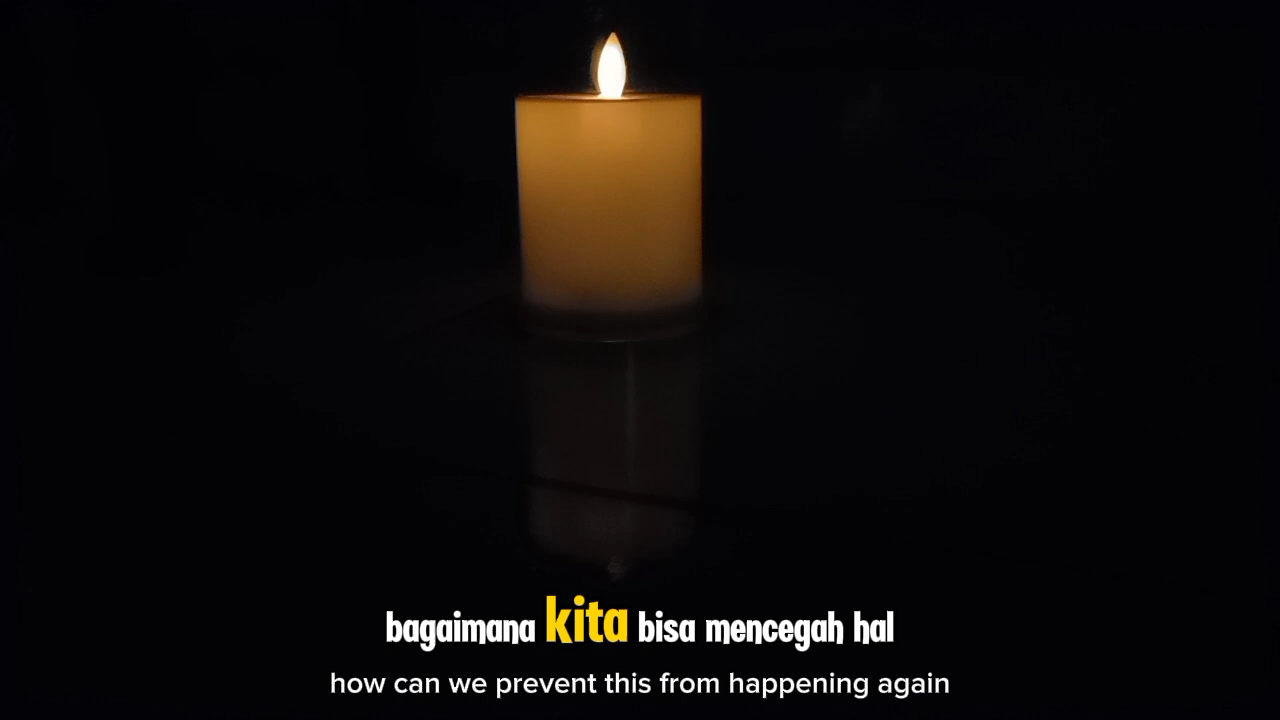 bagaimana kita bisa mencegah hal
how can we prevent this from happening again